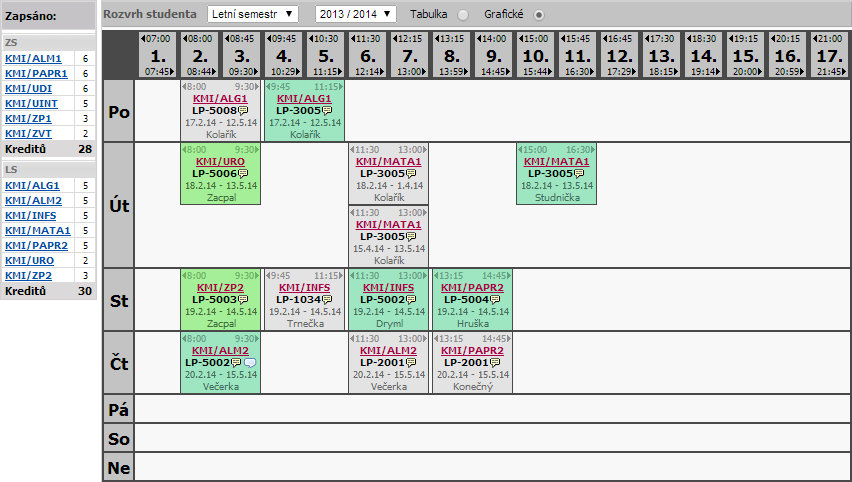 Zapsáno:
ZS
KMI/ALM1 6
KMI/PAPR1 6
KMI/UDI 6
KMI/UINT 5
KMI/ZP1 3
KMI/ZVT 2
Kreditů 28
LS
KMI/ALG1 5
KMI/ALM2 5
KMI/INFS 5
KMI/MATA1 5
KMI/PAPR2 5
KMI/URO 2
KMI/ZP2 3
Kreditů 30
Rozvrh studenta Letní semestr 2013 / 2014 Tabulka Grafické
07:00 08:00 08:45 09:45 10:30 11:30 12:15 13:15 14:00 15:00 15:45 16:45 17:30 18:30 19:15 20:15 21:00
1. 2. 3. 4. 5. 6. 7. 8. 9. 10. 11. 12. 13. 14. 15. 16. 17.
07:45 08:44 09:30 10:29 11:15 12:14 13:00 13:59 14:45 15:44 16:30 17:29 18:15 19:14 20:00 20:59 21:45
Po
8:00 9:30
KMI/ALG1
LP-5008
17.2.14 - 12.5.14
Kolařík
9:45 11:15
KMI/ALG1
LP-3005
17.2.14 - 12.5.14
Kolařík
Út
8:00 9:30
KMI/URO
LP-5006
18.2.14 - 13.5.14
Zacpal
11:30 13:00
KMI/MATA1
LP-3005
18.2.14 - 1.4.14
Kolařík
15:00 16:30
KMI/MATA1
LP-3005
18.2.14 - 13.5.14
Studnička
11:30 13:00
KMI/MATA1
LP-3005
15.4.14 - 13.5.14
Kolařík
St
8:00 9:30
KMI/ZP2
LP-5003
19.2.14 - 14.5.14
Zacpal
9:45 11:15
KMI/INFS
LP-1034
19.2.14 - 14.5.14
Trnečka
11:30 13:00
KMI/INFS
LP-5002
19.2.14 - 14.5.14
Dryml
13:15 14:45
KMI/PAPR2
LP-5004
19.2.14 - 14.5.14
Hruška
Čt
8:00 9:30
KMI/ALM2
LP-5002
20.2.14 - 15.5.14
Večerka
11:30 13:00
KMI/ALM2
LP-2001
20.2.14 - 15.5.14
Večerka
13:15 14:45
KMI/PAPR2
LP-2001
20.2.14 - 15.5.14
Konečný
Pá
So
Ne